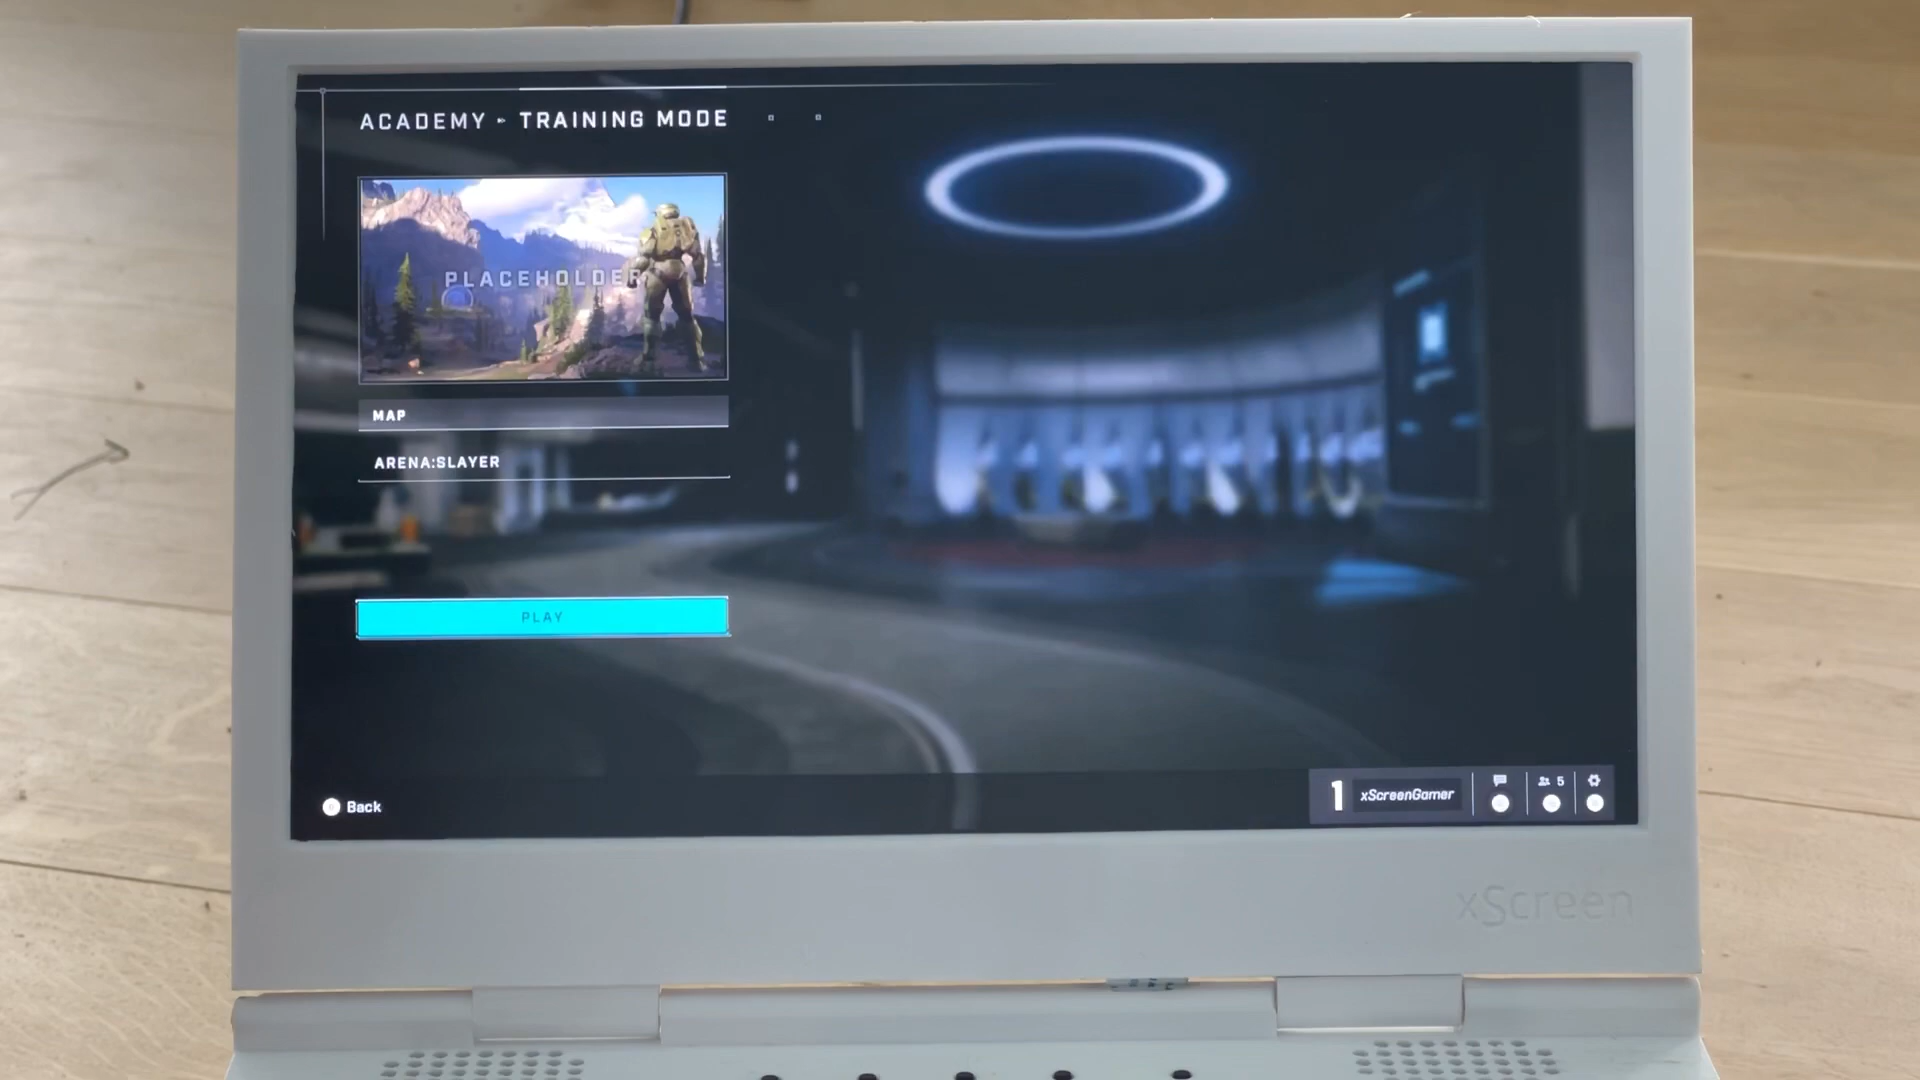 ACADEMY TRAINING MODE
PLACEHOLDER
MAP
ARENA:SLAYER
PLAY
Back
1 xScreenGamer 5
xScreen